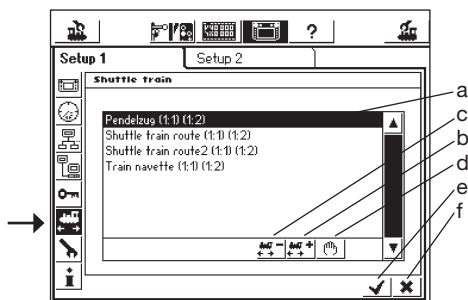 ?
Setup 1
Setup 2
Shuttle train
Pendelzug (1:1) (1:2)
Shuttle train route (1:1) (1:2)
Shuttle train route2 (1:1) (1:2)
Train navette (1:1) (1:2)
a
c
b
d
e
f